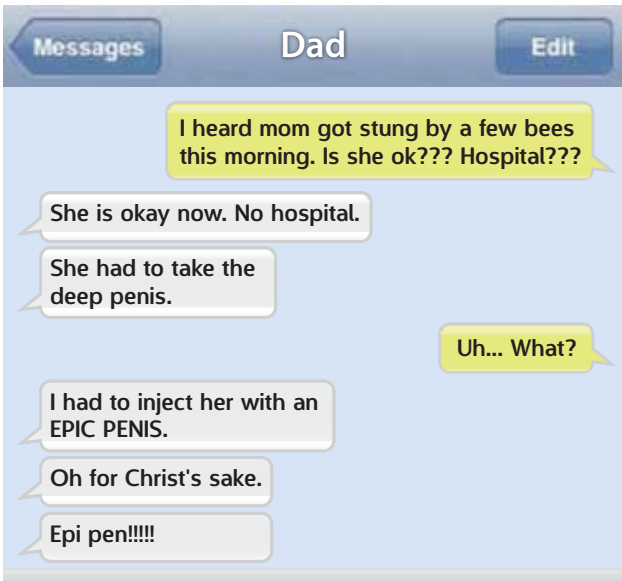 Messages
Dad
Edit
I heard mom got stung by a few bees
this morning. Is she ok??? Hospital???
She is okay now. No hospital.
She had to take the
deep penis.
Uh... What?
I had to inject her with an
EPIC PENIS.
Oh for Christ's sake.
Epi pen!!!!!